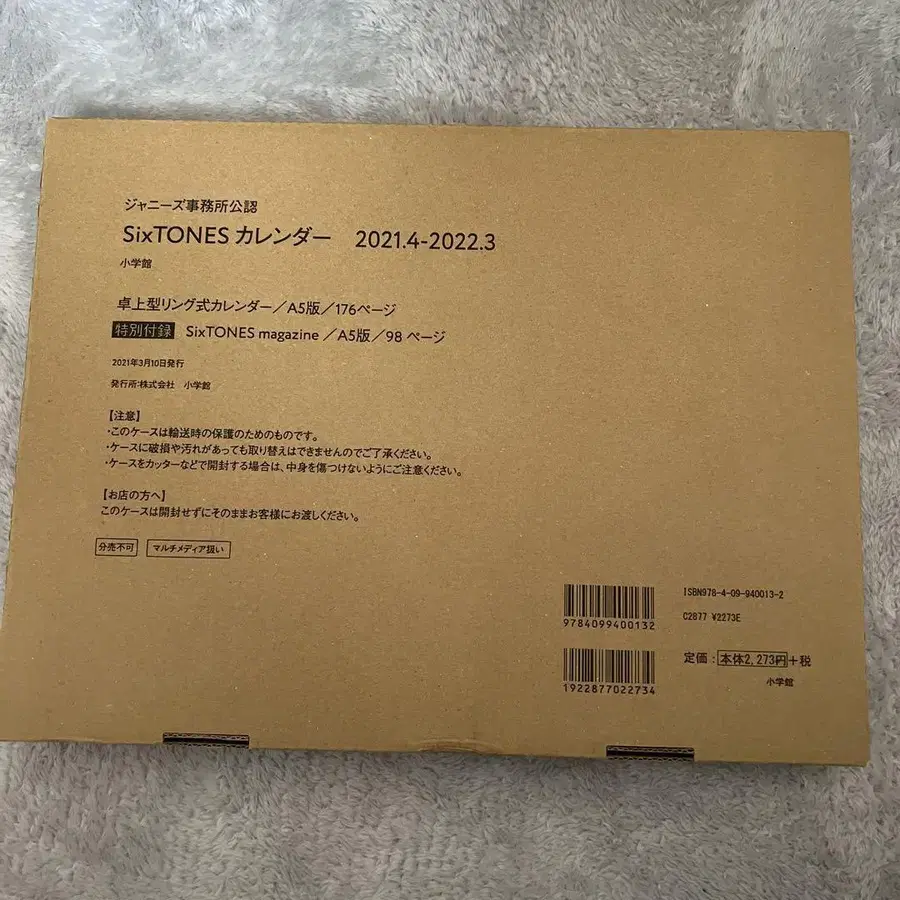 ジャニーズ事務所公認
SixTONES カレンダー 2021.4-2022.3
小学館
卓上型リング式カレンダー／A5版／176ページ
特別付録 SixTONES magazine ／A5版／98 ページ
2021年3月10日発行
発行所:株式会社 小学館
【注意】
・このケースは輸送時の保護のためのものです。
・ケースに破損や汚れがあっても取り替えはできませんのでご了承ください。
・ケースをカッターなどで開封する場合は、中身を傷つけないようにご注意ください。
【お店の方へ】
このケースは開封せずにそのままお客様にお渡しください。
分売不可 マルチメディア扱い
9784099400132
ISBN978-4-09-940013-2
C2877 ¥2273E
1922877022734
定価：本体2,273円＋税
小学館